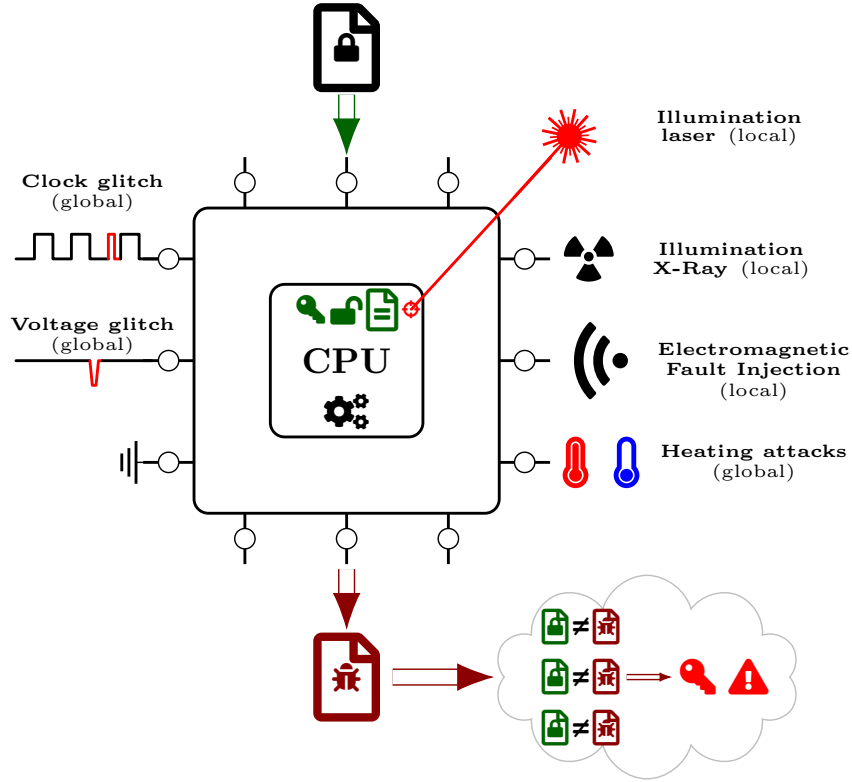 Illumination
laser (local)
Clock glitch
(global)
Illumination
X-Ray (local)
Voltage glitch
(global)
CPU
Electromagnetic
Fault Injection
(local)
Heating attacks
(global)
≠
≠
≠